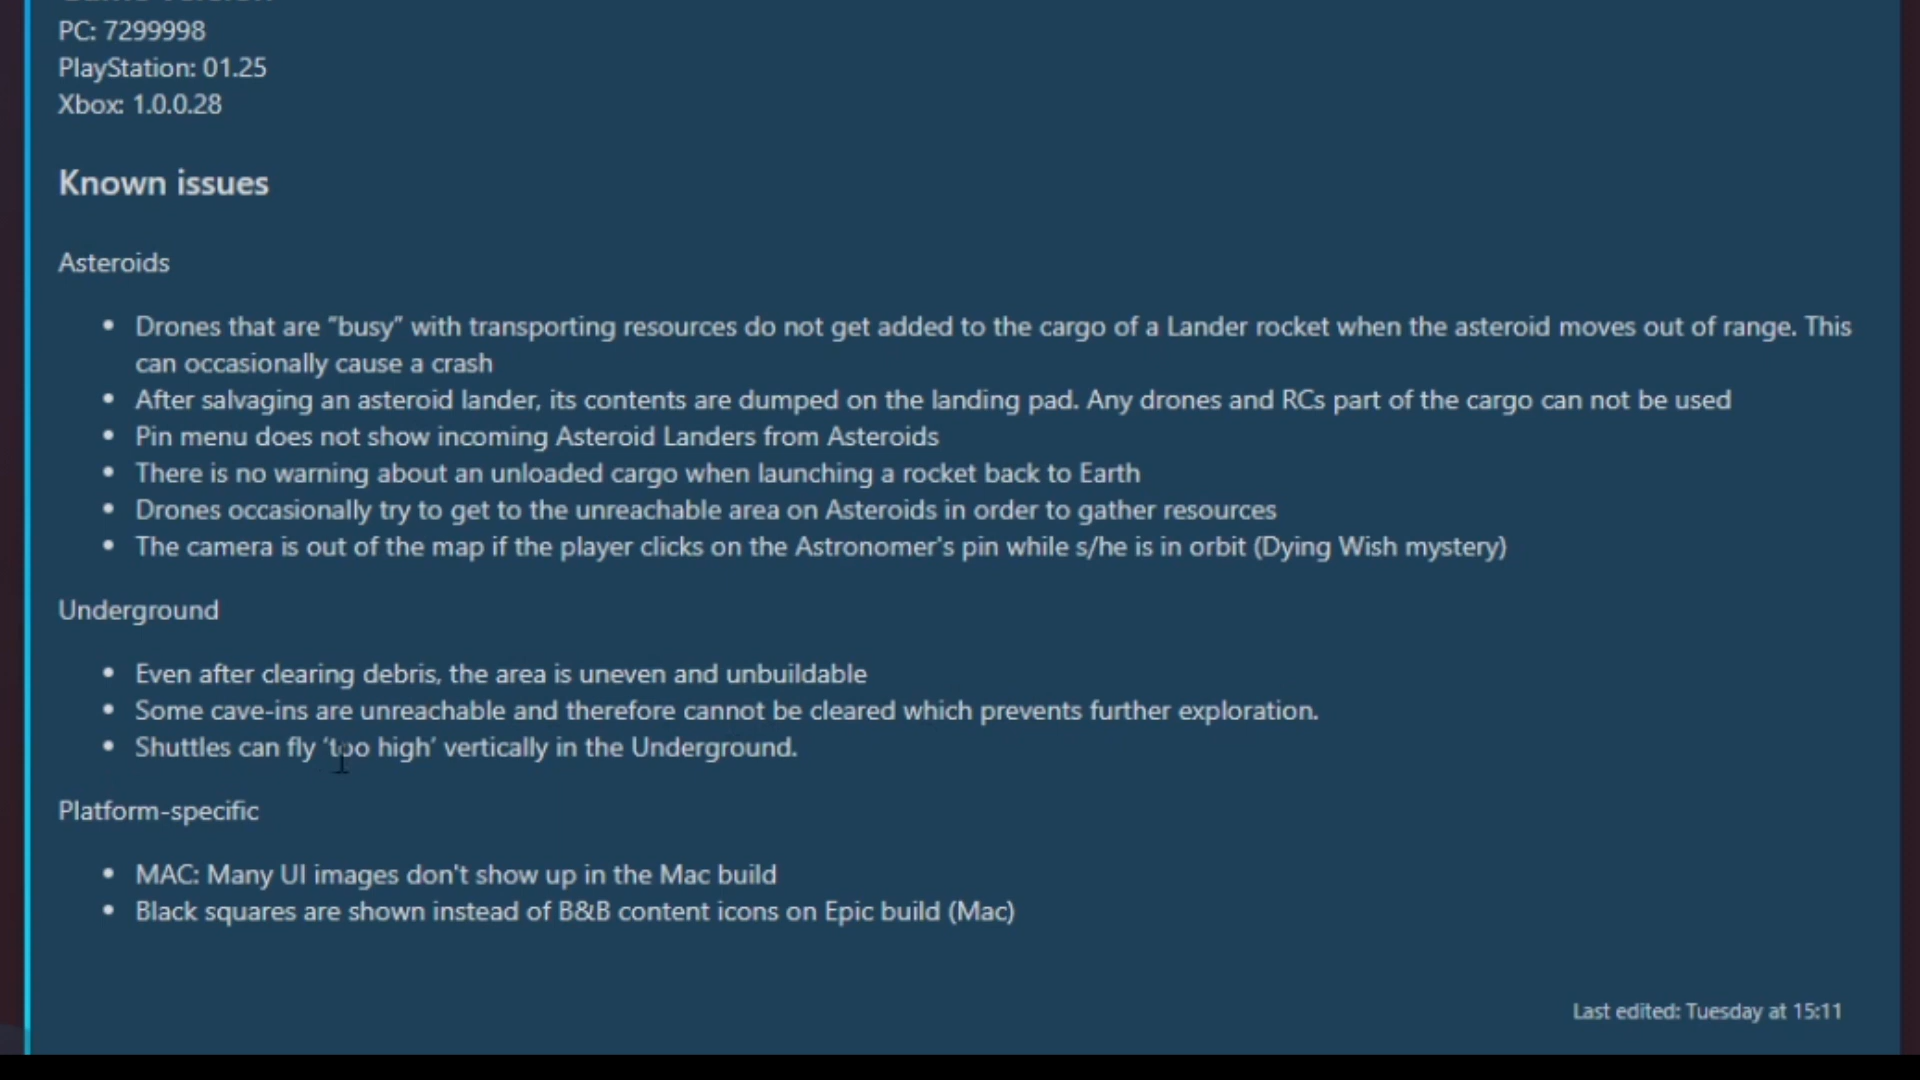 PC: 7299998
PlayStation: 01.25
Xbox: 1.0.0.28
Known issues
Asteroids
• Drones that are "busy" with transporting resources do not get added to the cargo of a Lander rocket when the asteroid moves out of range. This
can occasionally cause a crash
• After salvaging an asteroid lander, its contents are dumped on the landing pad. Any drones and RCs part of the cargo can not be used
• Pin menu does not show incoming Asteroid Landers from Asteroids
• There is no warning about an unloaded cargo when launching a rocket back to Earth
• Drones occasionally try to get to the unreachable area on Asteroids in order to gather resources
• The camera is out of the map if the player clicks on the Astronomer's pin while s/he is in orbit (Dying Wish mystery)
Underground
• Even after clearing debris, the area is uneven and unbuildable
• Some cave-ins are unreachable and therefore cannot be cleared which prevents further exploration.
• Shuttles can fly 'too high' vertically in the Underground.
Platform-specific
• MAC: Many UI images don't show up in the Mac build
• Black squares are shown instead of B&B content icons on Epic build (Mac)
Last edited: Tuesday at 15:11